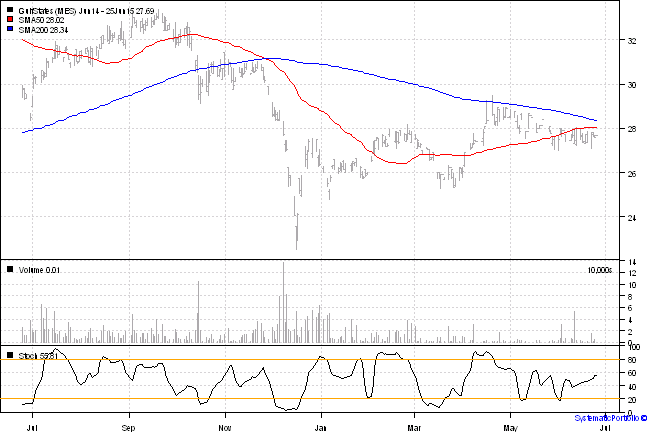 GulfStates (MES) Jun14 - 25Jun15 27.69
SMA50 28.02
SMA200 28.34
32
30
28
26
24
Volume 0.01
10,000s
14
12
10
8
6
4
2
0
Stoch 55.81
100
80
60
40
20
0
Jul Sep Nov Jan Mar May Jul
SystematicPortfolio ©